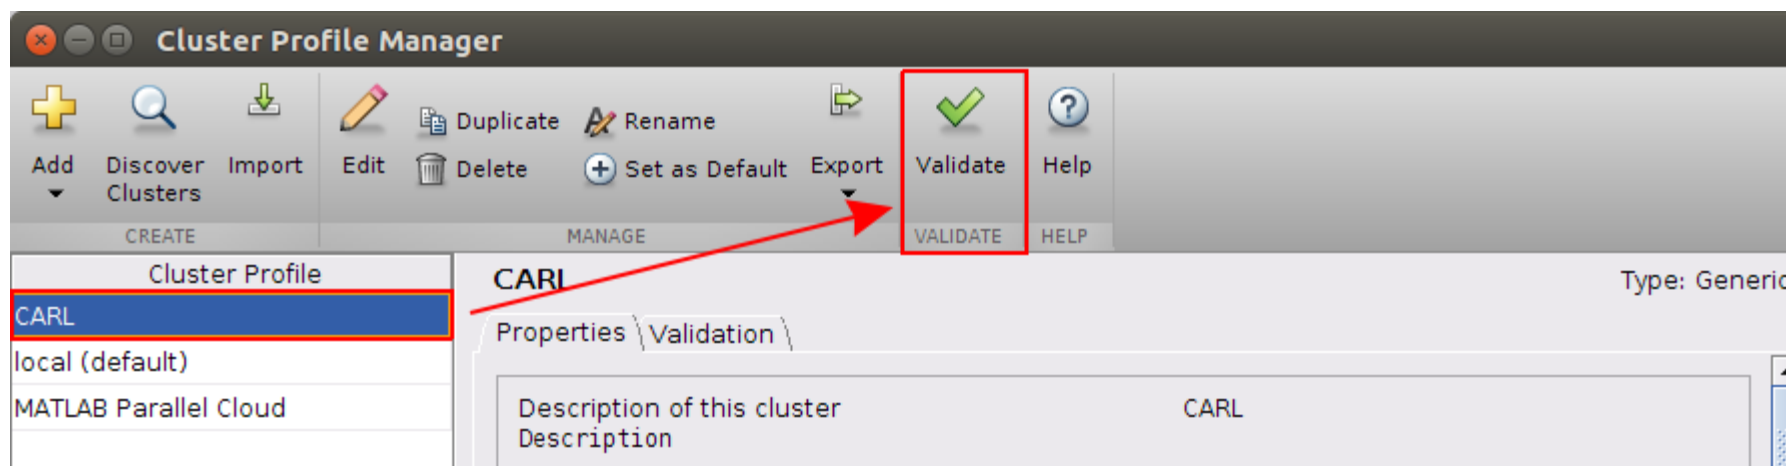 Cluster Profile Manager
Add
Discover Clusters
Import
Edit
Duplicate
Delete
Rename
Set as Default
Export
Validate
Help
CREATE
MANAGE
VALIDATE
HELP
Cluster Profile
CARL
local (default)
MATLAB Parallel Cloud
CARL
Type: Generic
Properties
Validation
Description of this cluster
CARL
Description